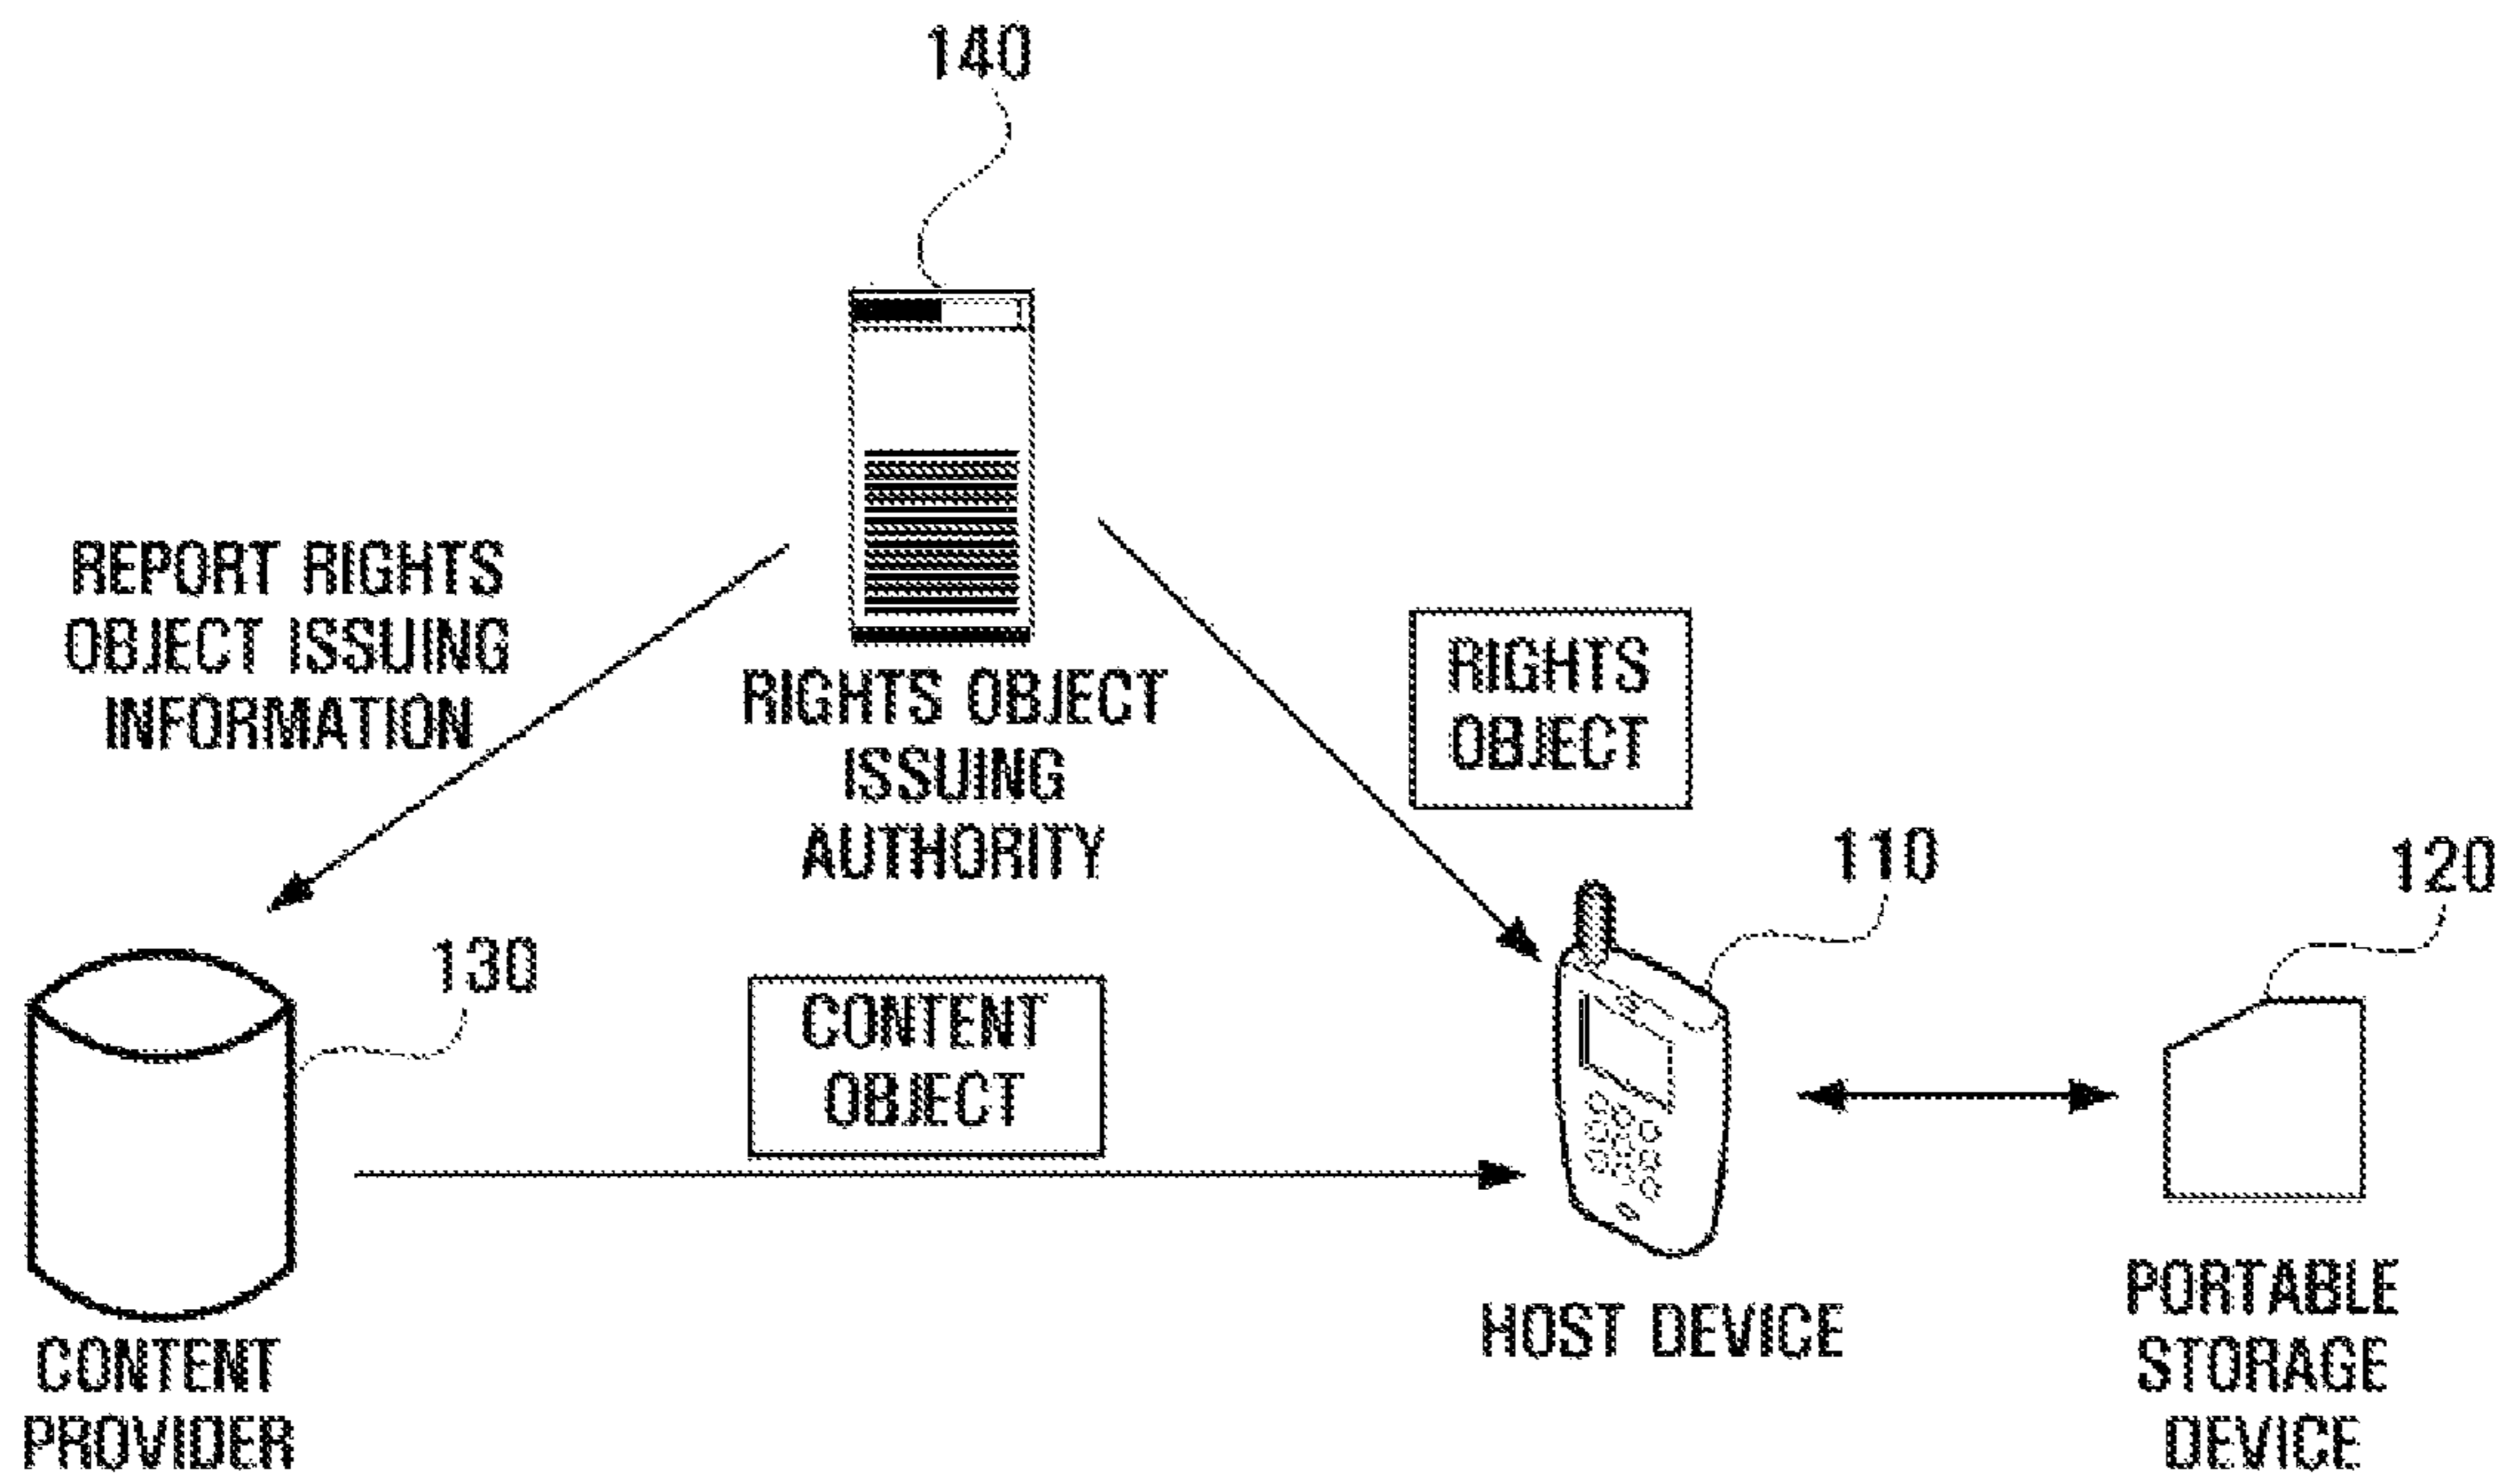 140
REPORT RIGHTS
OBJECT ISSUING
INFORMATION
RIGHTS OBJECT
ISSUING
AUTHORITY
RIGHTS
OBJECT
110
120
130
CONTENT
OBJECT
HOST DEVICE
PORTABLE
STORAGE
DEVICE
CONTENT
PROVIDER